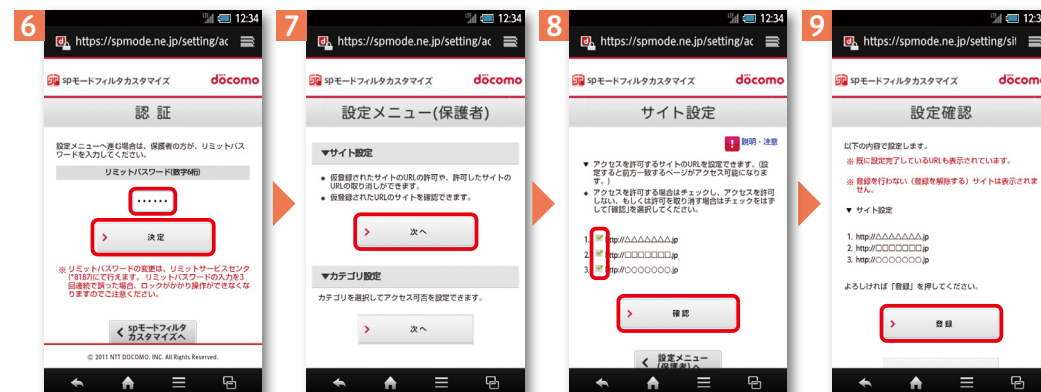 6
12:34
https://spmode.ne.jp/setting/ac
spモードフィルタカスタマイズ
döcomo
認 証
設定メニューへ進む場合は、保護者の方が、リミットパス
ワードを入力してください。
リミットパスワード(数字6桁)
••••••
決 定
※ リミットパスワードの変更は、リミットサービスセンタ
(*8187)にて行えます。 リミットパスワードの入力を3
回連続で誤った場合、ロックがかかり操作ができなくな
りますのでご注意ください。
spモードフィルタ
カスタマイズへ
© 2011 NTT DOCOMO, INC. All Rights Reserved.
7
12:34
https://spmode.ne.jp/setting/ac
spモードフィルタカスタマイズ
döcomo
設定メニュー(保護者)
▼サイト設定
● 仮登録されたサイトのURLの許可や、許可したサイトの
URLの取り消しができます。
● 仮登録されたURLのサイトを確認できます。
次 へ
▼カテゴリ設定
カテゴリを選択してアクセス可否を設定できます。
次 へ
8
12:34
https://spmode.ne.jp/setting/ac
spモードフィルタカスタマイズ
döcomo
サイト設定
! 説明・注意
▼ アクセスを許可するサイトのURLを設定できます。(設
定すると前方一致するページがアクセス可能になりま
す。)
● アクセスを許可する場合はチェックし、アクセスを許可
しない、もしくは許可を取り消す場合はチェックをはず
して「確認」を選択してください。
1. http://△△△△△△△.jp
2. http://□□□□□□□.jp
3. http://○○○○○○○.jp
確 認
設定メニュー
(保護者)へ
9
https://spmode.ne.jp/setting/sit
spモードフィルタカスタマイズ
設定確認
以下の内容で設定します。
※ 既に設定完了しているURLも表示されています。
※ 登録を行わない(登録を解除する)サイトは表示されま
せん。
▼ サイト設定
1. http://△△△△△△△.jp
2. http://□□□□□□□.jp
3. http://○○○○○○○.jp
よろしければ「登録」を押してください。
登 録